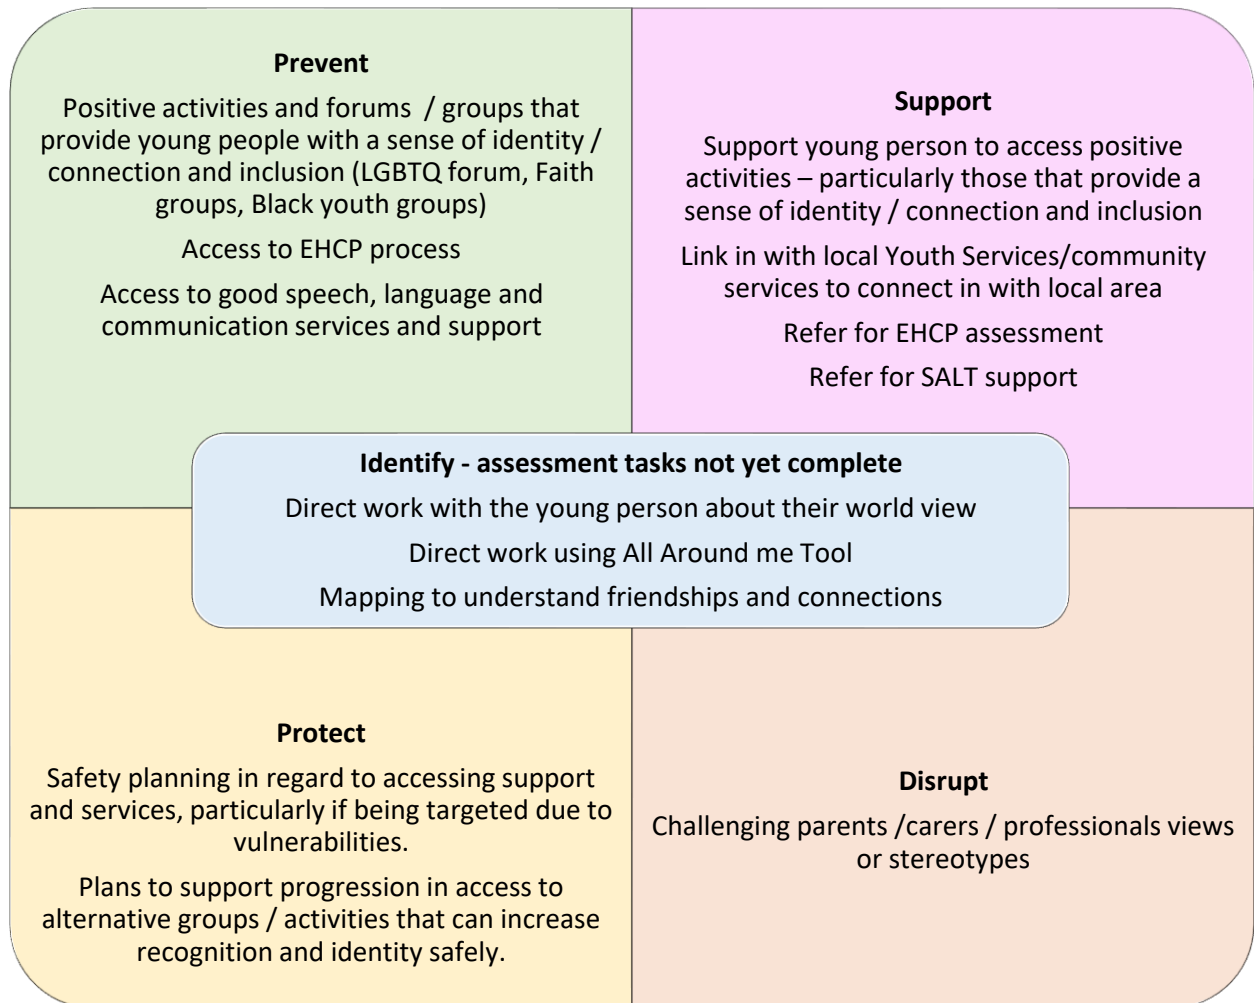 Prevent
Positive activities and forums / groups that
provide young people with a sense of identity /
connection and inclusion (LGBTQ forum, Faith
groups, Black youth groups)
Access to EHCP process
Access to good speech, language and
communication services and support
Support
Support young person to access positive
activities – particularly those that provide a
sense of identity / connection and inclusion
Link in with local Youth Services/community
services to connect in with local area
Refer for EHCP assessment
Refer for SALT support
Identify - assessment tasks not yet complete
Direct work with the young person about their world view
Direct work using All Around me Tool
Mapping to understand friendships and connections
Protect
Safety planning in regard to accessing support
and services, particularly if being targeted due to
vulnerabilities.
Plans to support progression in access to
alternative groups / activities that can increase
recognition and identity safely.
Disrupt
Challenging parents /carers / professionals views
or stereotypes